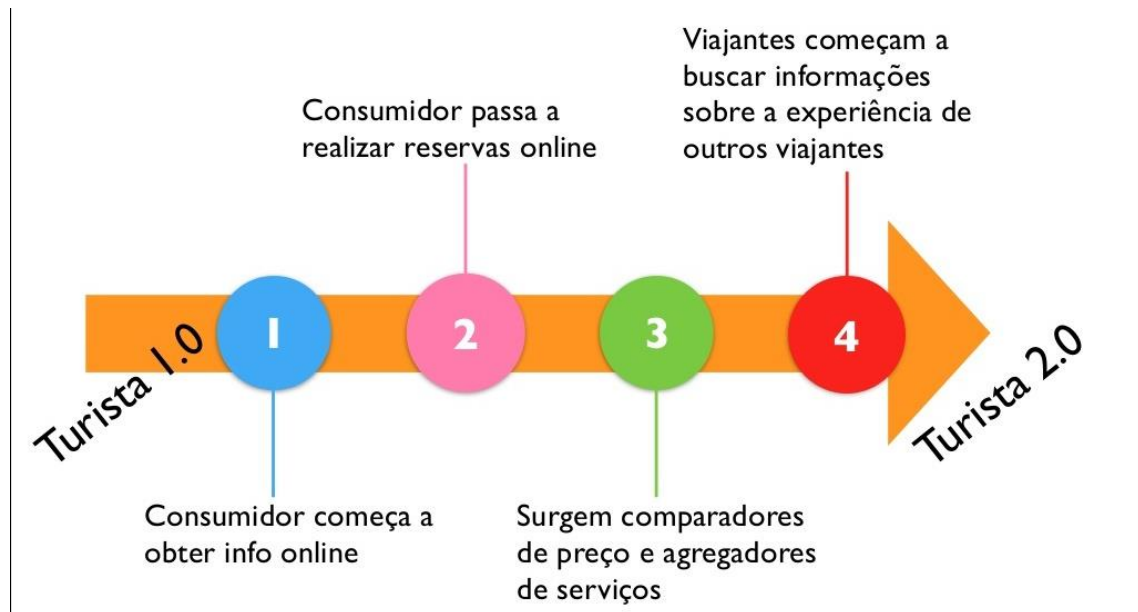 Viajantes começam a
buscar informações
sobre a experiência de
outros viajantes
Consumidor passa a
realizar reservas online
1
2
3
4
Turista 1.0
Turista 2.0
Consumidor começa a
obter info online
Surgem comparadores
de preço e agregadores
de serviços